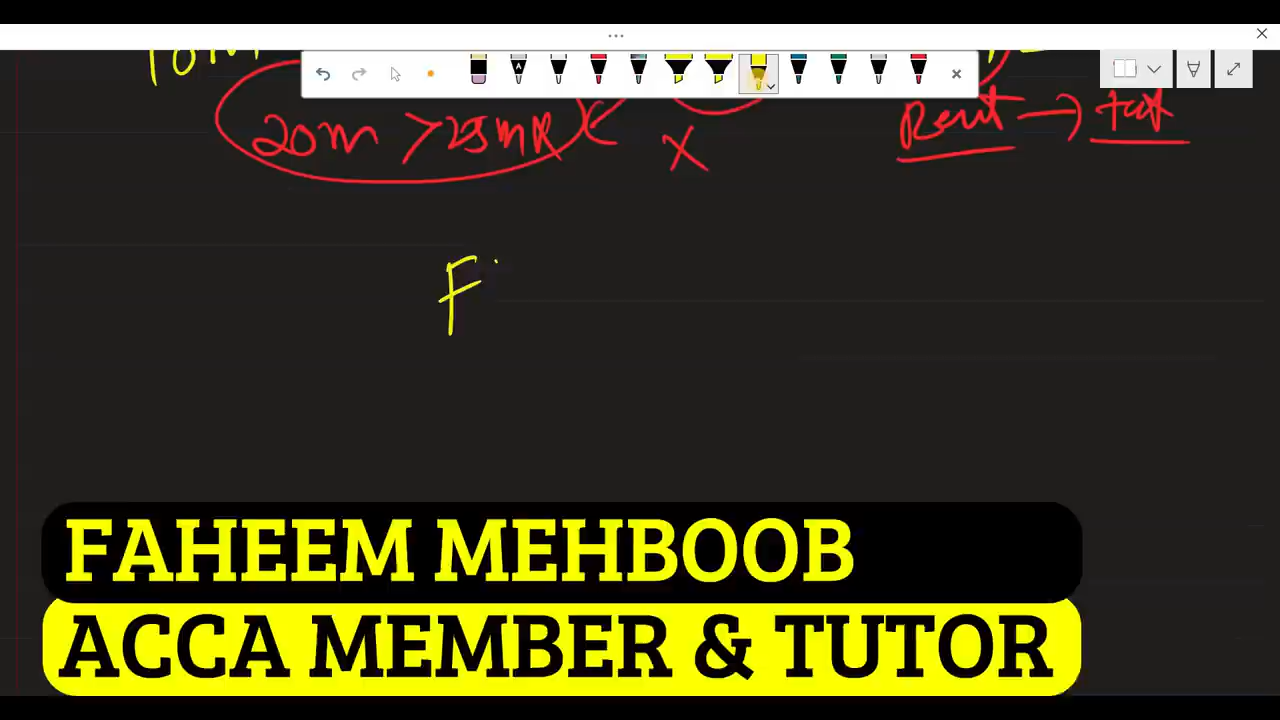 Rent → tax
20m > 25m
X
F
FAHEEM MEHBOOB
ACCA MEMBER & TUTOR